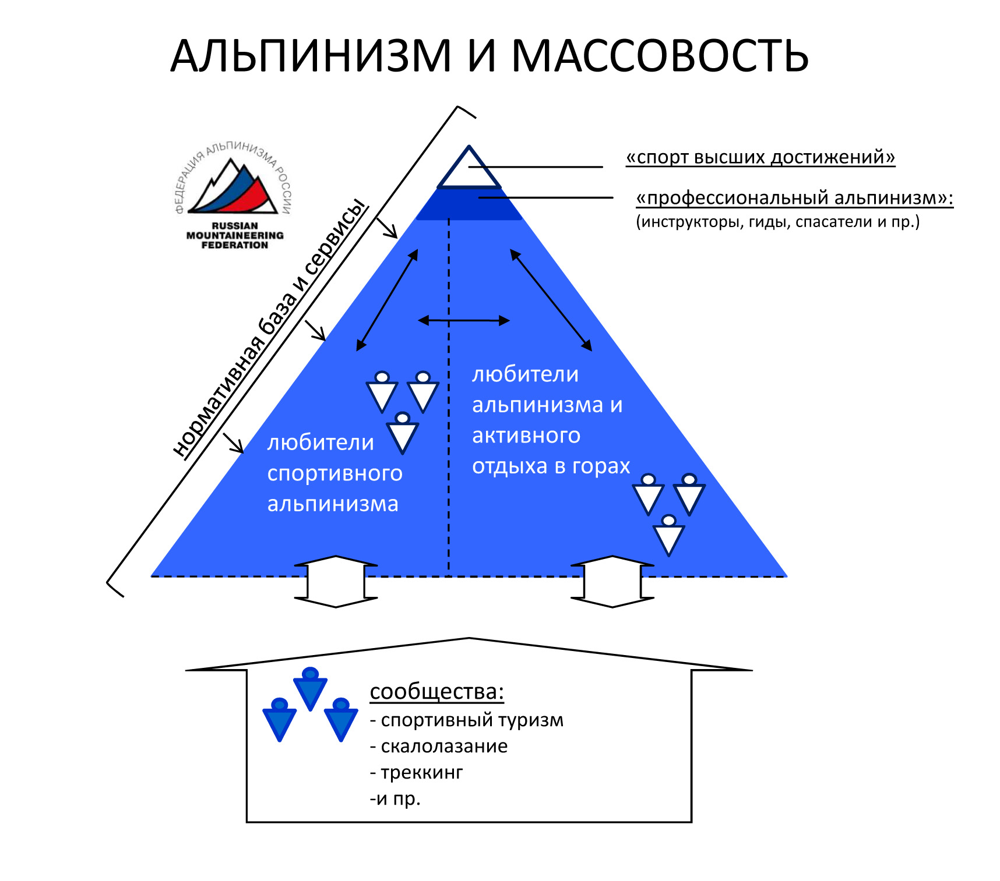 АЛЬПИНИЗМ И МАССОВОСТЬ
ФЕДЕРАЦИЯ АЛЬПИНИЗМА РОССИИ
RUSSIAN
MOUNTAINEERING
FEDERATION
нормативная база и сервисы
«спорт высших достижений»
«профессиональный альпинизм»:
(инструкторы, гиды, спасатели и пр.)
любители
спортивного
альпинизма
любители
альпинизма и
активного
отдыха в горах
сообщества:
- спортивный туризм
- скалолазание
- треккинг
-и пр.